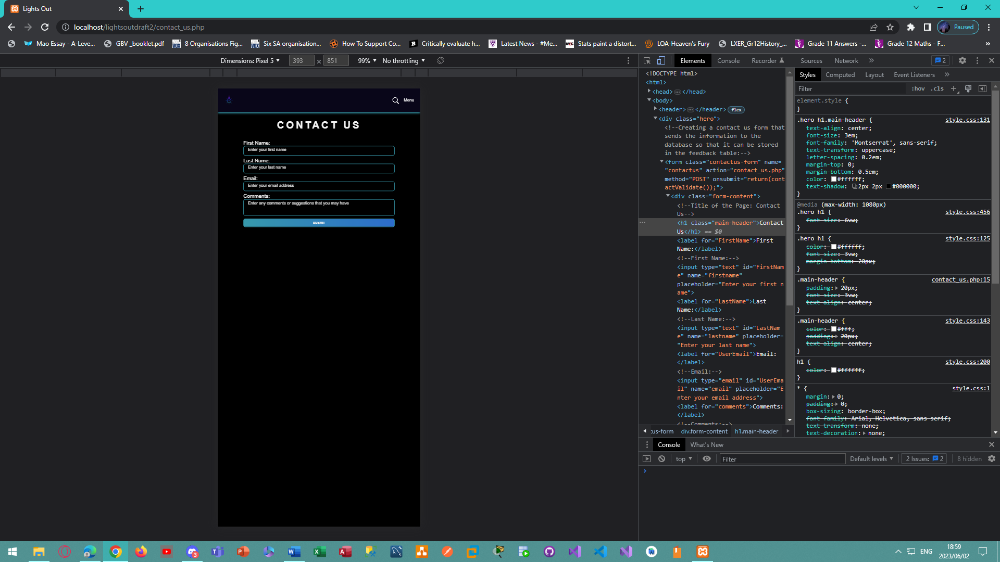 Lights Out
localhost/lightsoutdraft2/contact_us.php
Paused
Mao Essay - A-Leve...
GBV _booklet.pdf
8 Organisations Fig...
Six SA organisation...
How To Support Co...
Critically evaluate h...
Latest News - #Me...
Stats paint a distort...
LOA-Heaven's Fury
LXER_Gr12History_...
Grade 11 Answers -...
Grade 12 Maths - F...
»
Dimensions: Pixel 5
393 × 851
99%
No throttling
Menu
CONTACT US
First Name:
Enter your first name
Last Name:
Enter your last name
Email:
Enter your email address
Comments:
Enter any comments or suggestions that you may have
SUBMIT
Elements
Console
Recorder
Sources
Network
»
2
<!DOCTYPE html>
<html>
<head>…</head>
<body>
<header>…</header> flex
<div class="hero">
<!--Creating a contact us form that
sends the information to the
database so that it can be stored
in the feedback table:-->
<form class="contactus-form" name=
"contactus" action="contact_us.php"
method="POST" onsubmit="return(cont
actValidate());">
<div class="form-content">
<!--Title of the Page: Contact
Us-->
<h1 class="main-header">Contact
Us</h1> == $0
<label for="FirstName">First
Name:</label>
<!--First Name:-->
<input type="text" id="FirstNam
e" name="firstname"
placeholder="Enter your first n
ame">
<label for="LastName">Last
Name:</label>
<!--Last Name:-->
<input type="text" id="LastNam
e" name="lastname" placeholder=
"Enter your last name">
<label for="UserEmail">Email:
</label>
<!--Email:-->
<input type="email" id="UserEma
il" name="email" placeholder="E
nter your email address">
<label for="comments">Comments:
</label>
<!--Comments:-->
tus-form div.form-content h1.main-header
Styles
Computed
Layout
Event Listeners
»
Filter
:hov .cls
element.style {
}
.hero h1.main-header {
style.css:131
text-align: center;
font-size: 3em;
font-family: 'Montserrat', sans-serif;
text-transform: uppercase;
letter-spacing: 0.2em;
margin-top: 0;
margin-bottom: 0.5em;
color: #ffffff;
text-shadow: 2px 2px #000000;
}
@media (max-width: 1080px)
.hero h1 {
style.css:456
font-size: 6vw;
}
.hero h1 {
style.css:125
color: #ffffff;
font-size: 3vw;
margin-bottom: 20px;
}
.main-header {
contact_us.php:15
padding: 20px;
font-size: 3vw;
text-align: center;
}
.main-header {
style.css:143
color: #fff;
padding: 20px;
text-align: center;
}
h1 {
style.css:200
color: #ffffff;
}
* {
style.css:1
margin: 0;
padding: 0;
box-sizing: border-box;
font-family: Arial, Helvetica, sans-serif;
text-transform: none;
text-decoration: none;
Console
What's New
top
Filter
Default levels
2 Issues: 2
8 hidden
3
ENG
18:59
2023/06/02